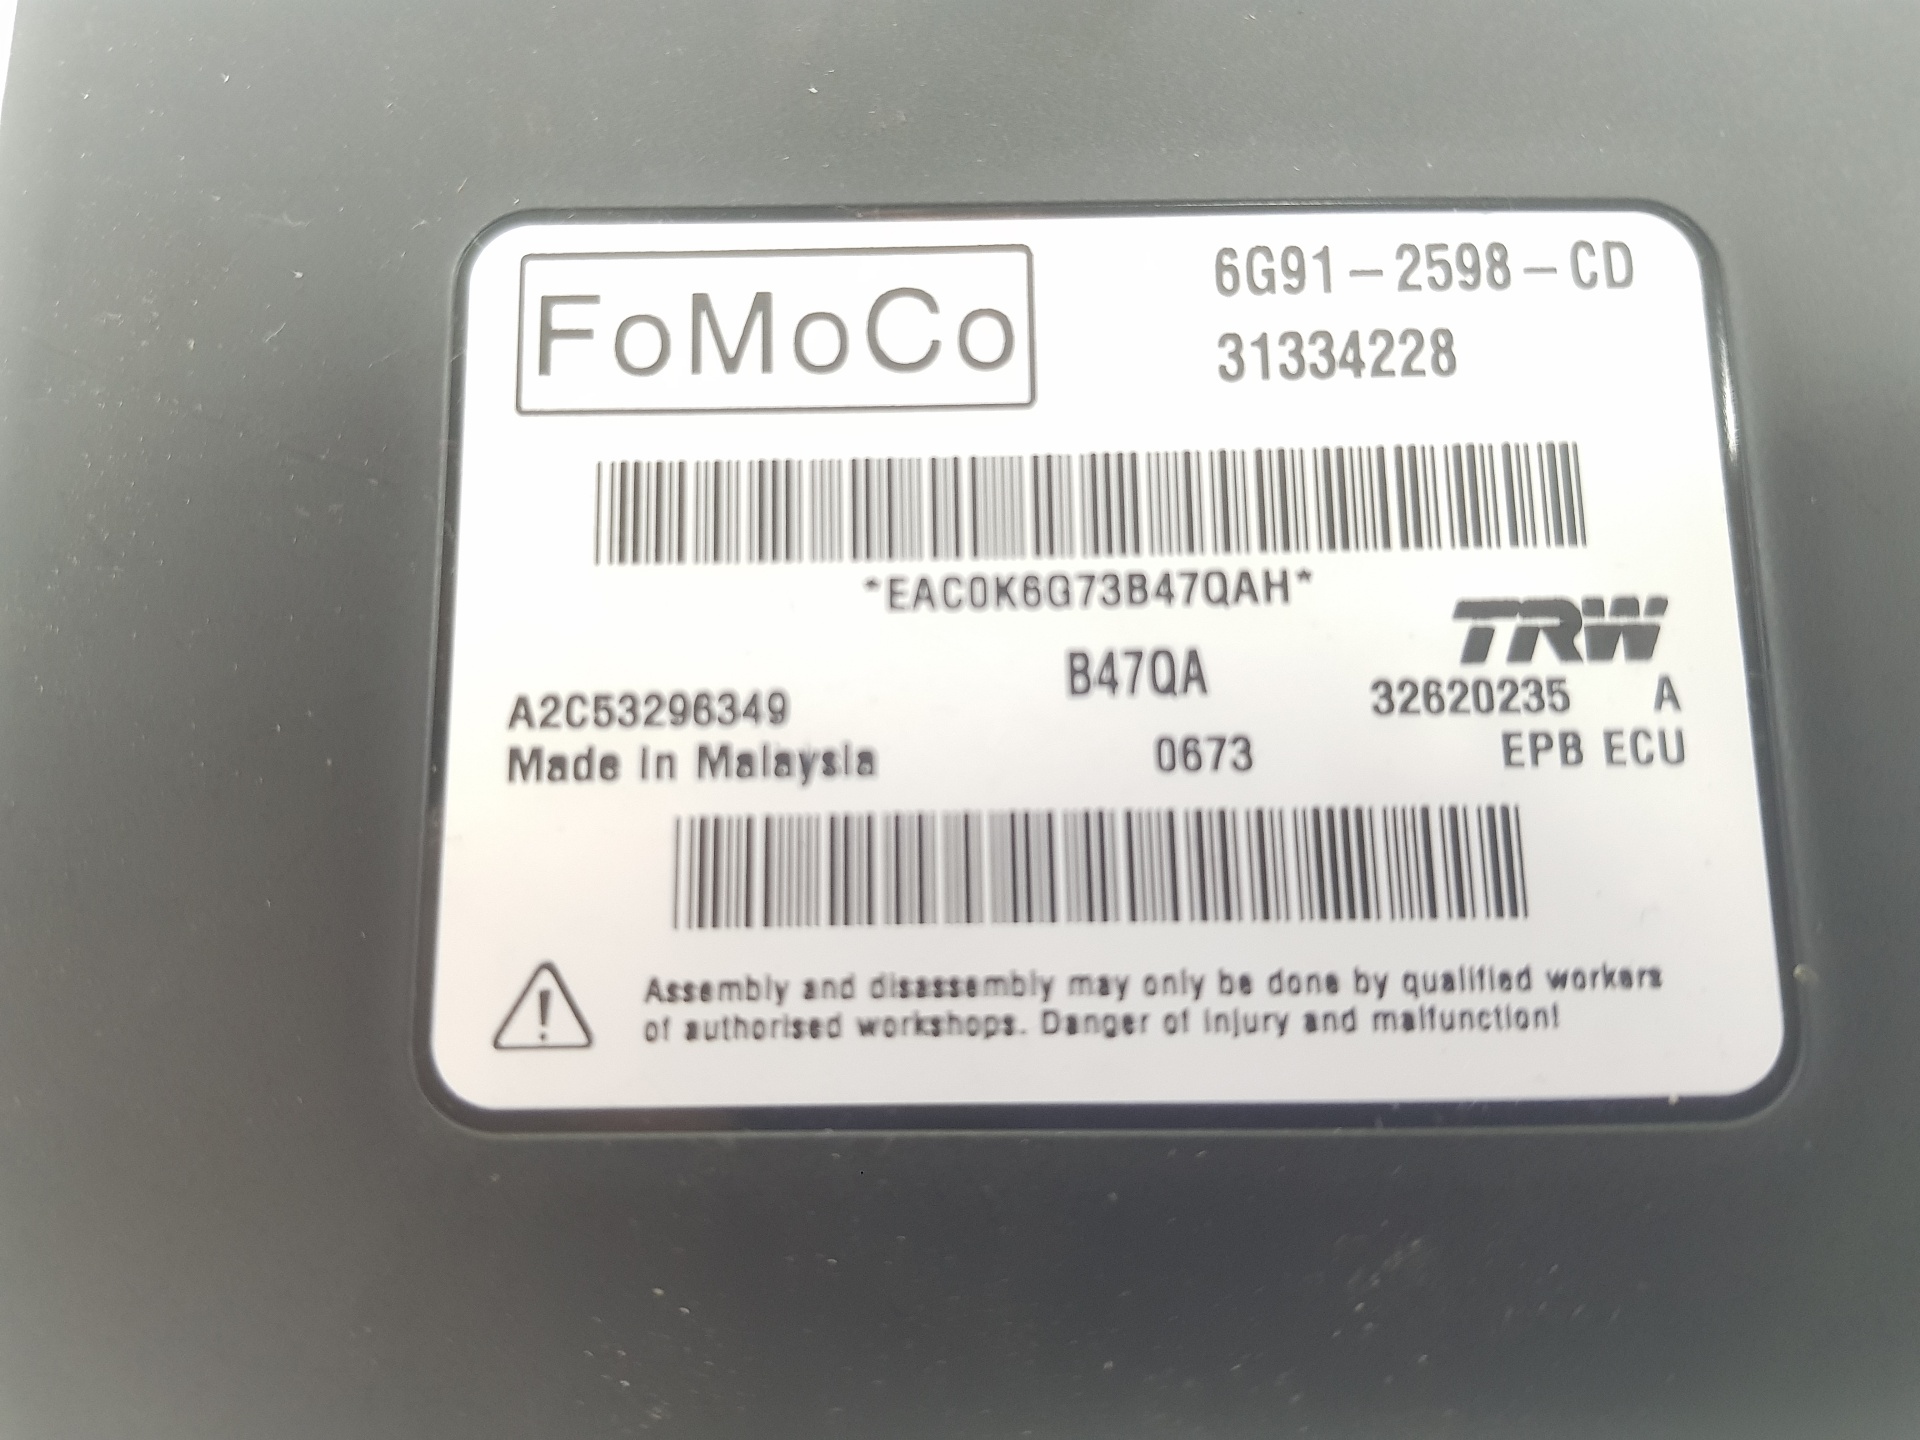 FoMoCo
6G91-2598-CD
31334228
*EAC0K6G73B47QAH*
TRW
B47QA
A2C53296349
32620235 A
Made In Malaysia
0673
EPB ECU
Assembly and disassembly may only be done by qualified workers
of authorised workshops. Danger of injury and malfunction!